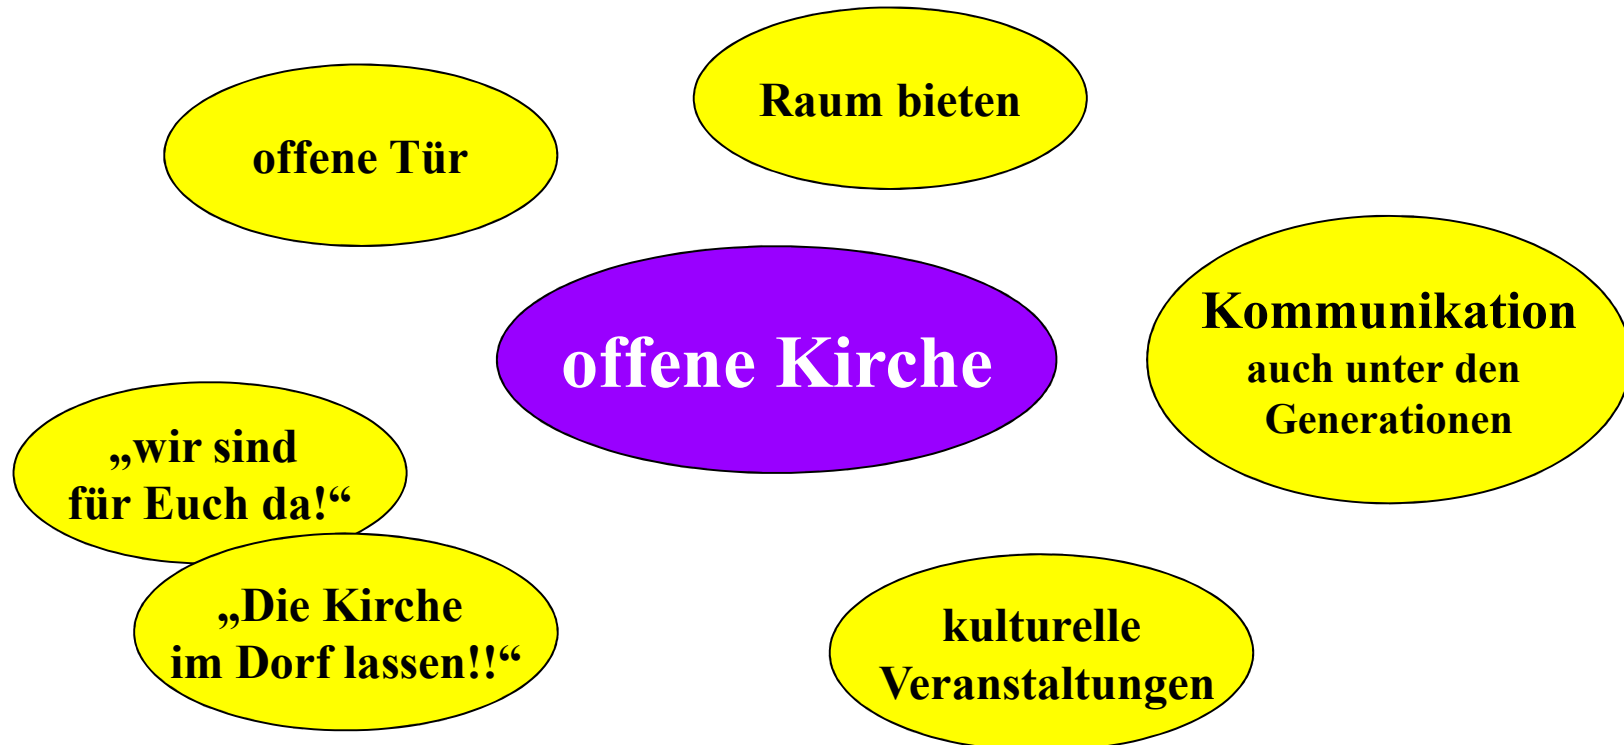 Raum bieten
offene Tür
offene Kirche
Kommunikation
auch unter den
Generationen
„wir sind
für Euch da!“
„Die Kirche
im Dorf lassen!!“
kulturelle
Veranstaltungen